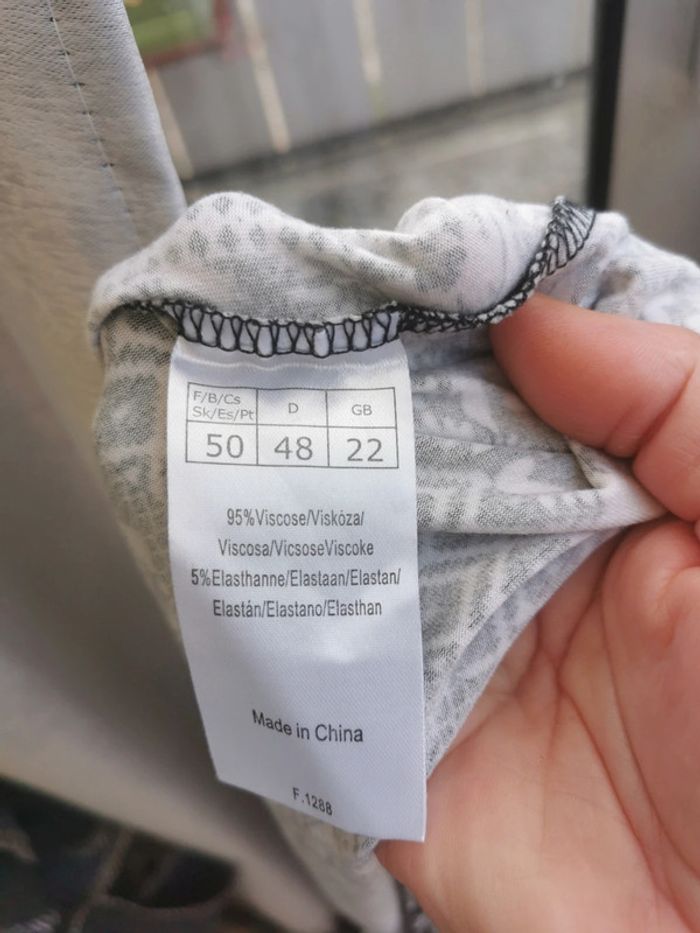 F/B/Cs D GB
Sk/Es/Pt
50 48 22
95%Viscose/Viskóza/
Viscosa/VicsoseViscoke
5%Elasthanne/Elastaan/Elastan/
Elastán/Elastano/Elasthan
Made in China
F.1288